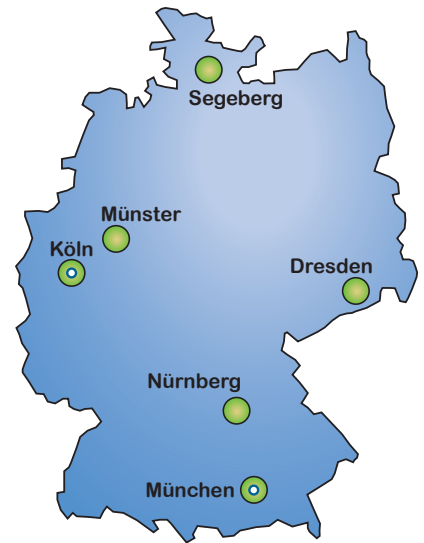 Segeberg
Münster
Köln
Dresden
Nürnberg
München